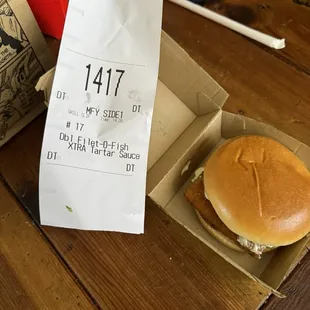 1417
DT DT
MFY SIDE1
# 17
Dbl Filet-O-Fish
XTRA Tartar Sauce
DT DT